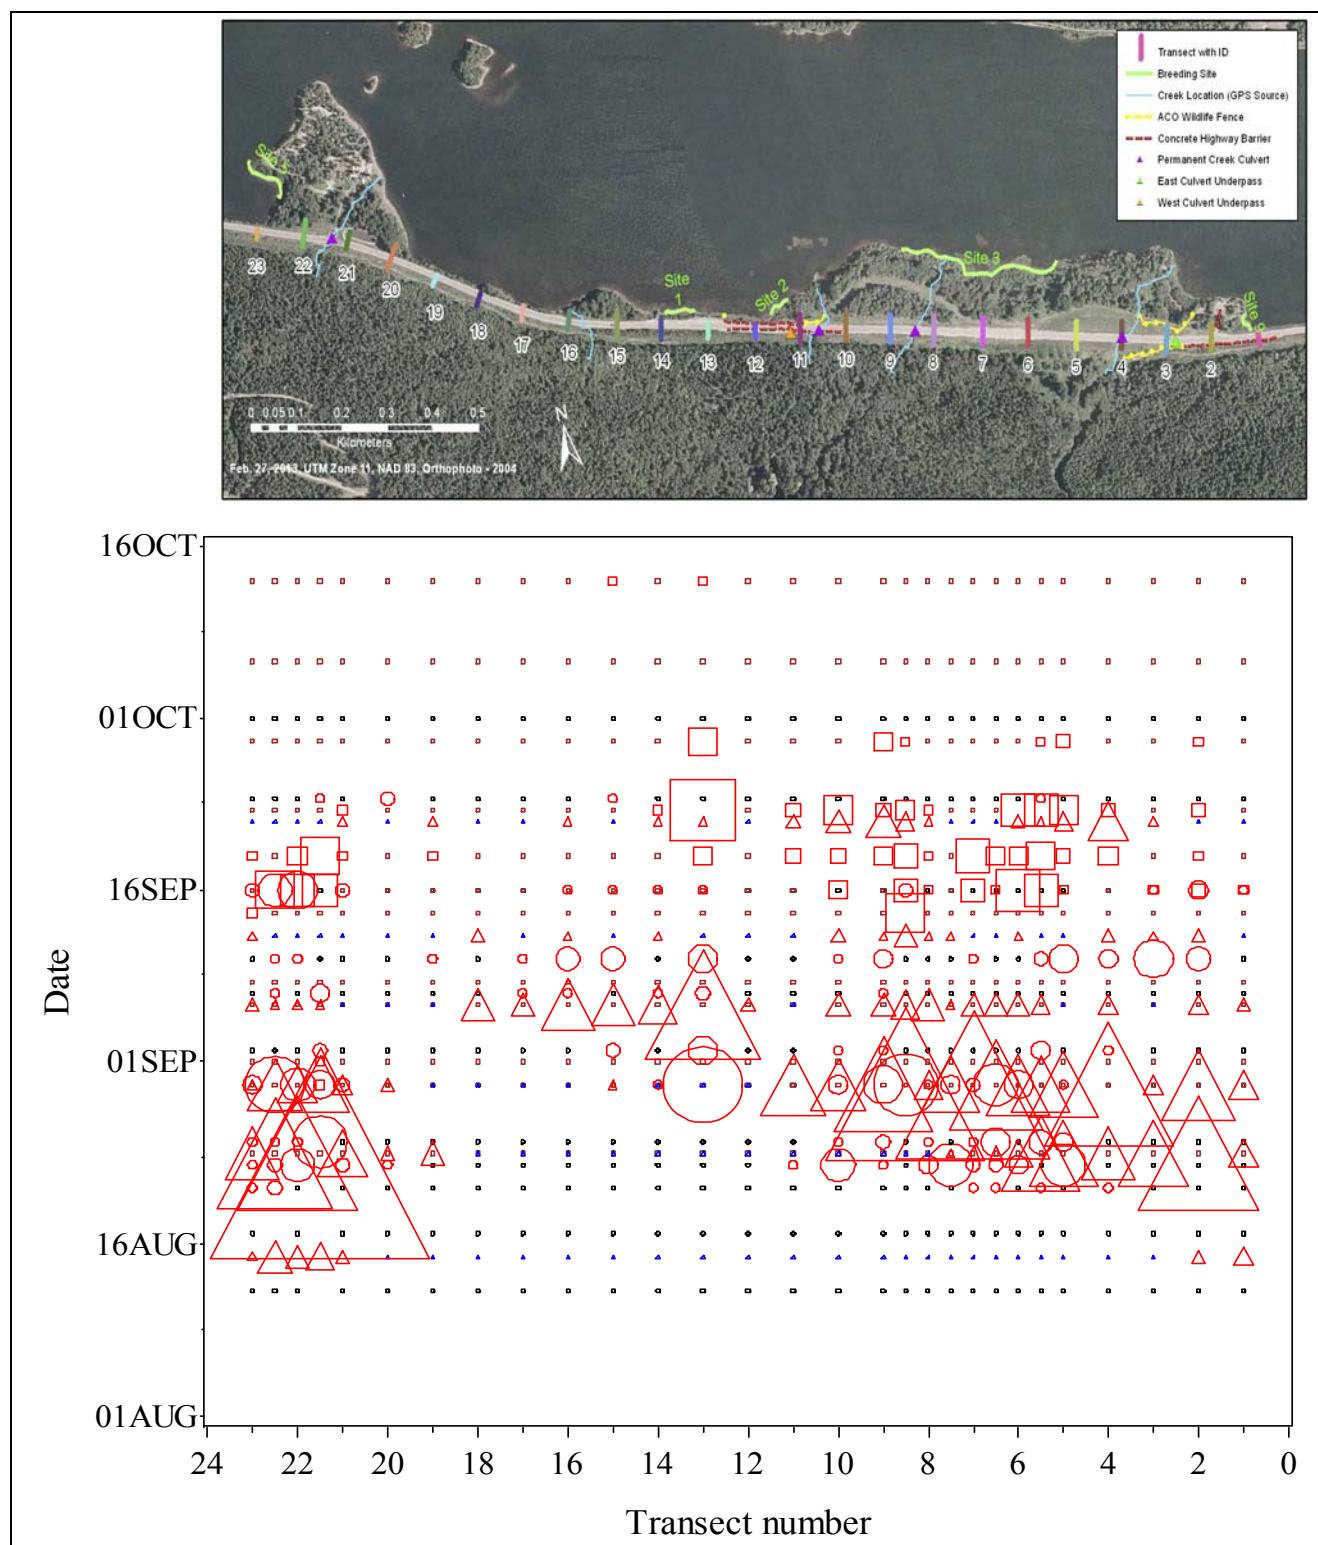 Transect with ID
Breeding Site
Creek Location (GPS Source)
ACO Wildlife Fence
Concrete Highway Barrier
Permanent Creek Culvert
East Culvert Underpass
West Culvert Underpass
Site 5
Site 3
Site 1
Site 2
23 22 21 20 19 18 17 16 15 14 13 12 11 10 9 8 7 6 5 4 3 2
0 0.05 0.1 0.2 0.3 0.4 0.5
Kilometers
N
Feb. 27, 2013, UTM Zone 11, NAD 83, Orthophoto - 2004
16OCT
01OCT
16SEP
01SEP
16AUG
01AUG
Date
24 22 20 18 16 14 12 10 8 6 4 2 0
Transect number